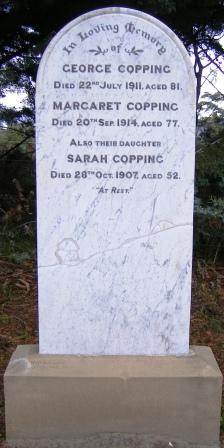 In Loving Memory
of
GEORGE COPPING
DIED 22ND JULY 1911. AGED 81.
MARGARET COPPING
DIED 20TH SEP. 1914. AGED 77.
ALSO THEIR DAUGHTER
SARAH COPPING
DIED 28TH OCT. 1907. AGED 52.
"AT REST."